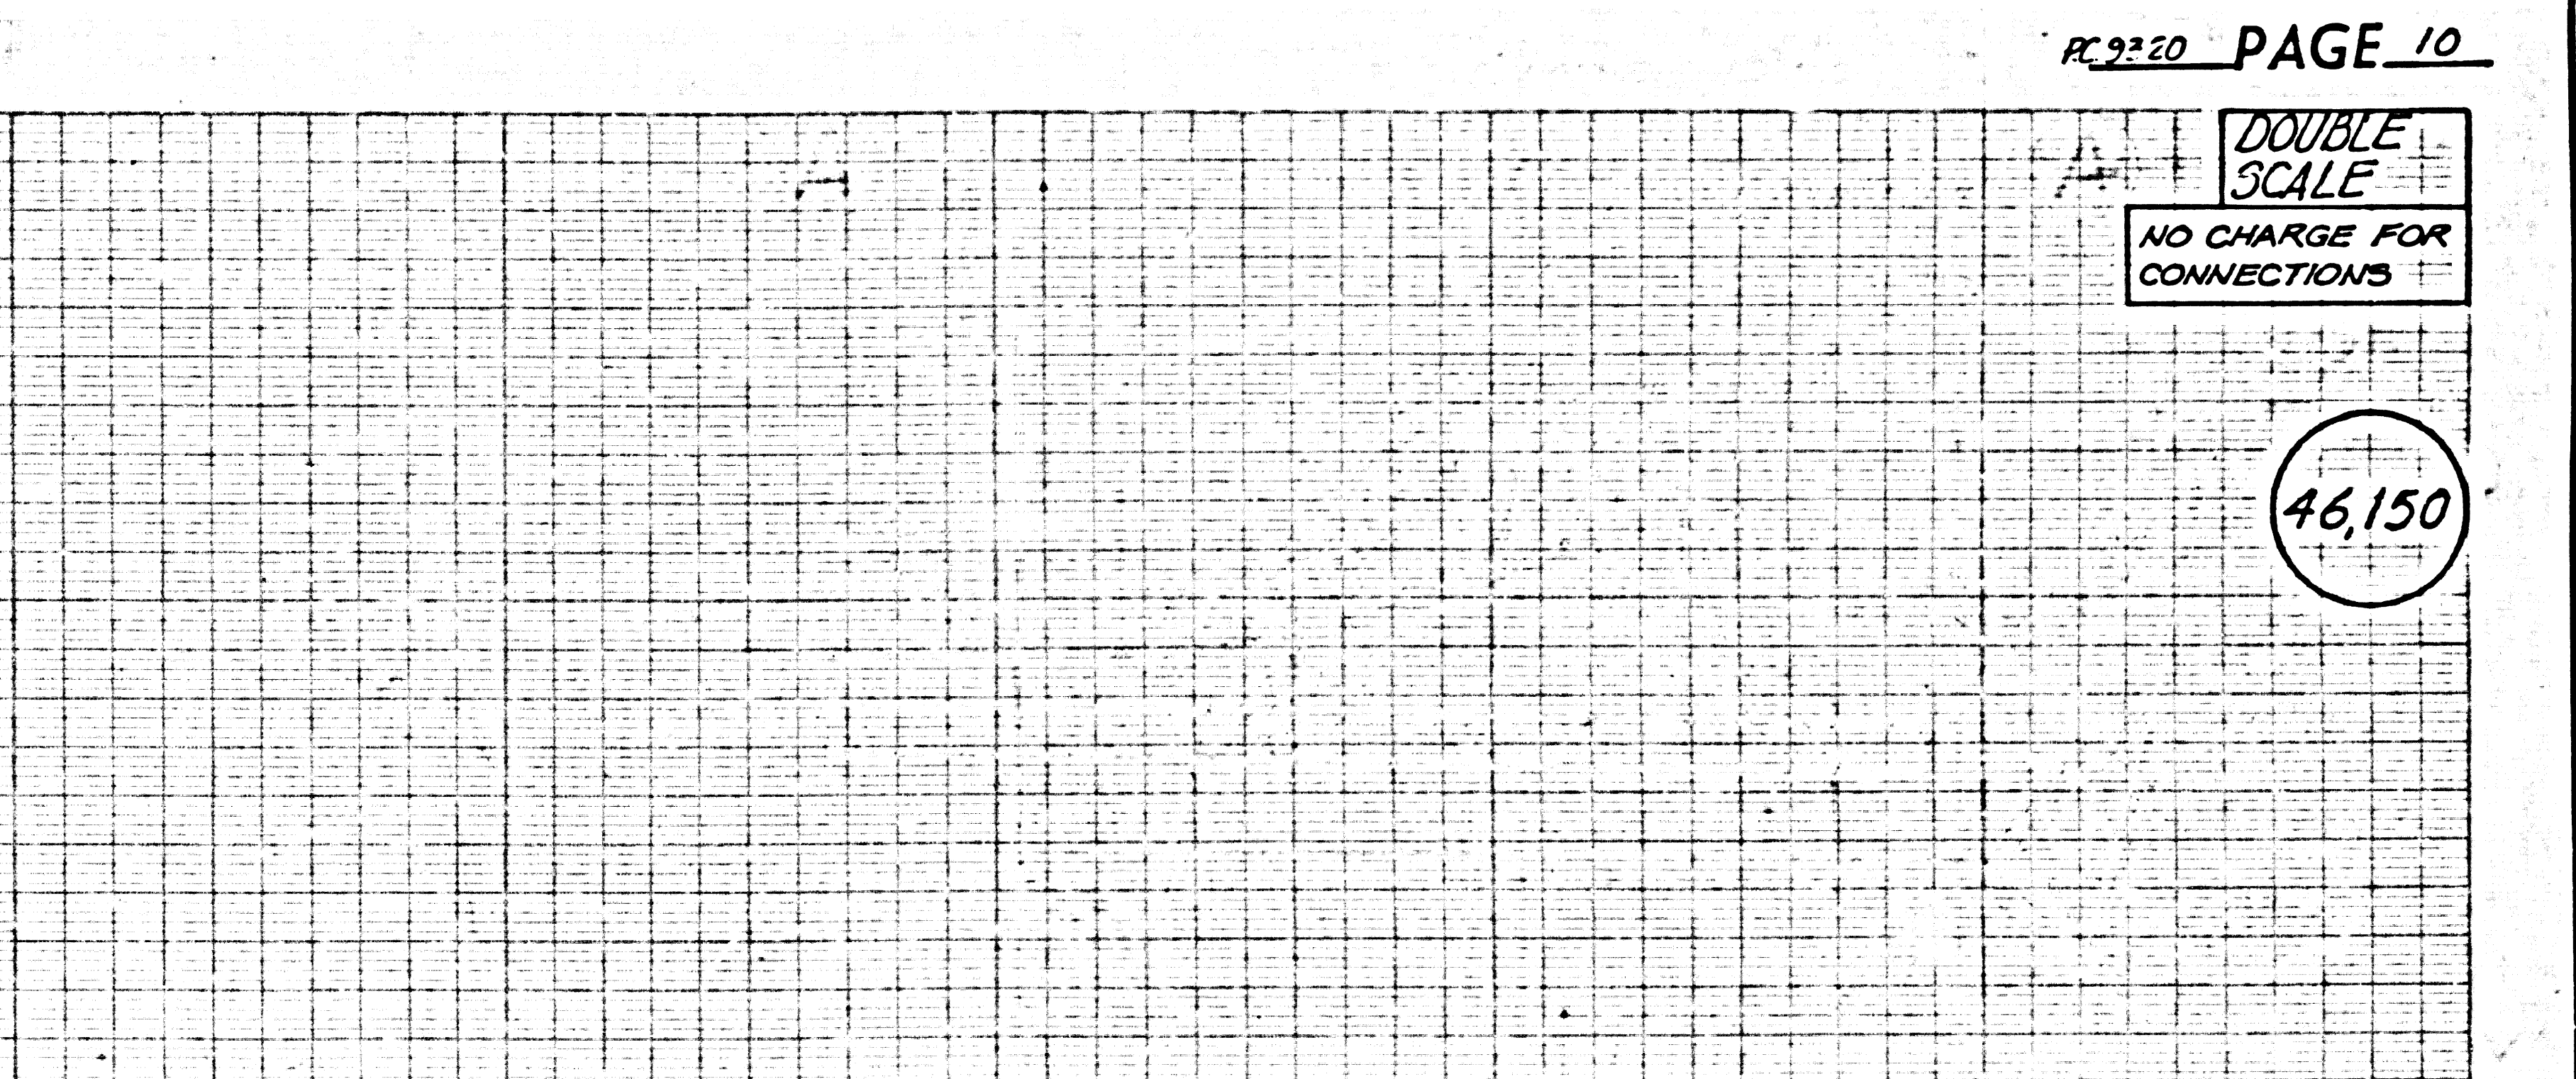 PAGE 10
DOUBLE
SCALE
NO CHARGE FOR
CONNECTIONS
46,150